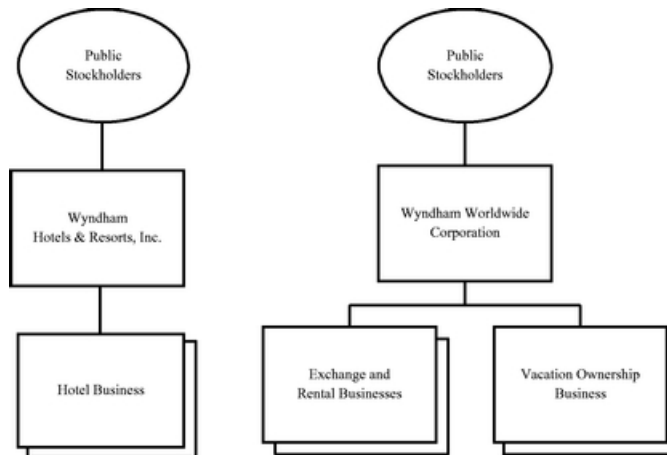 Public
Stockholders
Public
Stockholders
Wyndham
Hotels & Resorts, Inc.
Wyndham Worldwide
Corporation
Hotel Business
Exchange and
Rental Businesses
Vacation Ownership
Business